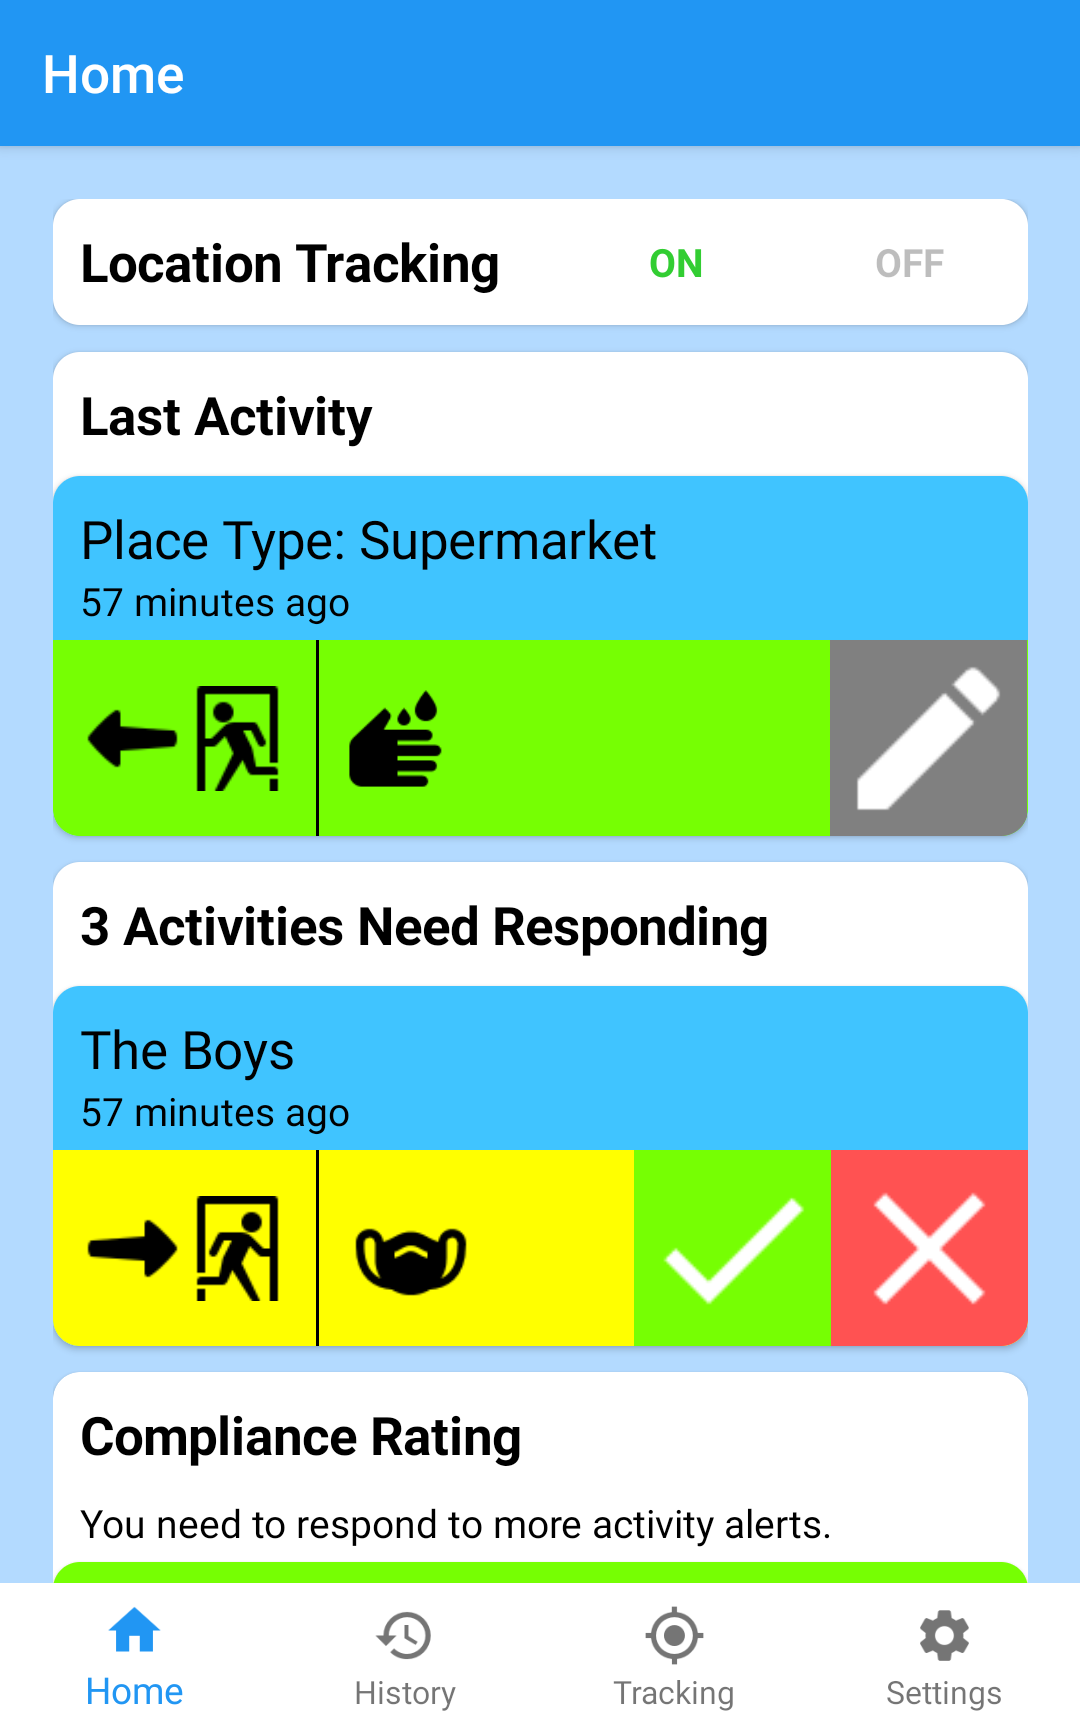 Home
Location Tracking ON OFF
Last Activity
Place Type: Supermarket
57 minutes ago
3 Activities Need Responding
The Boys
57 minutes ago
Compliance Rating
You need to respond to more activity alerts.
Home History Tracking Settings